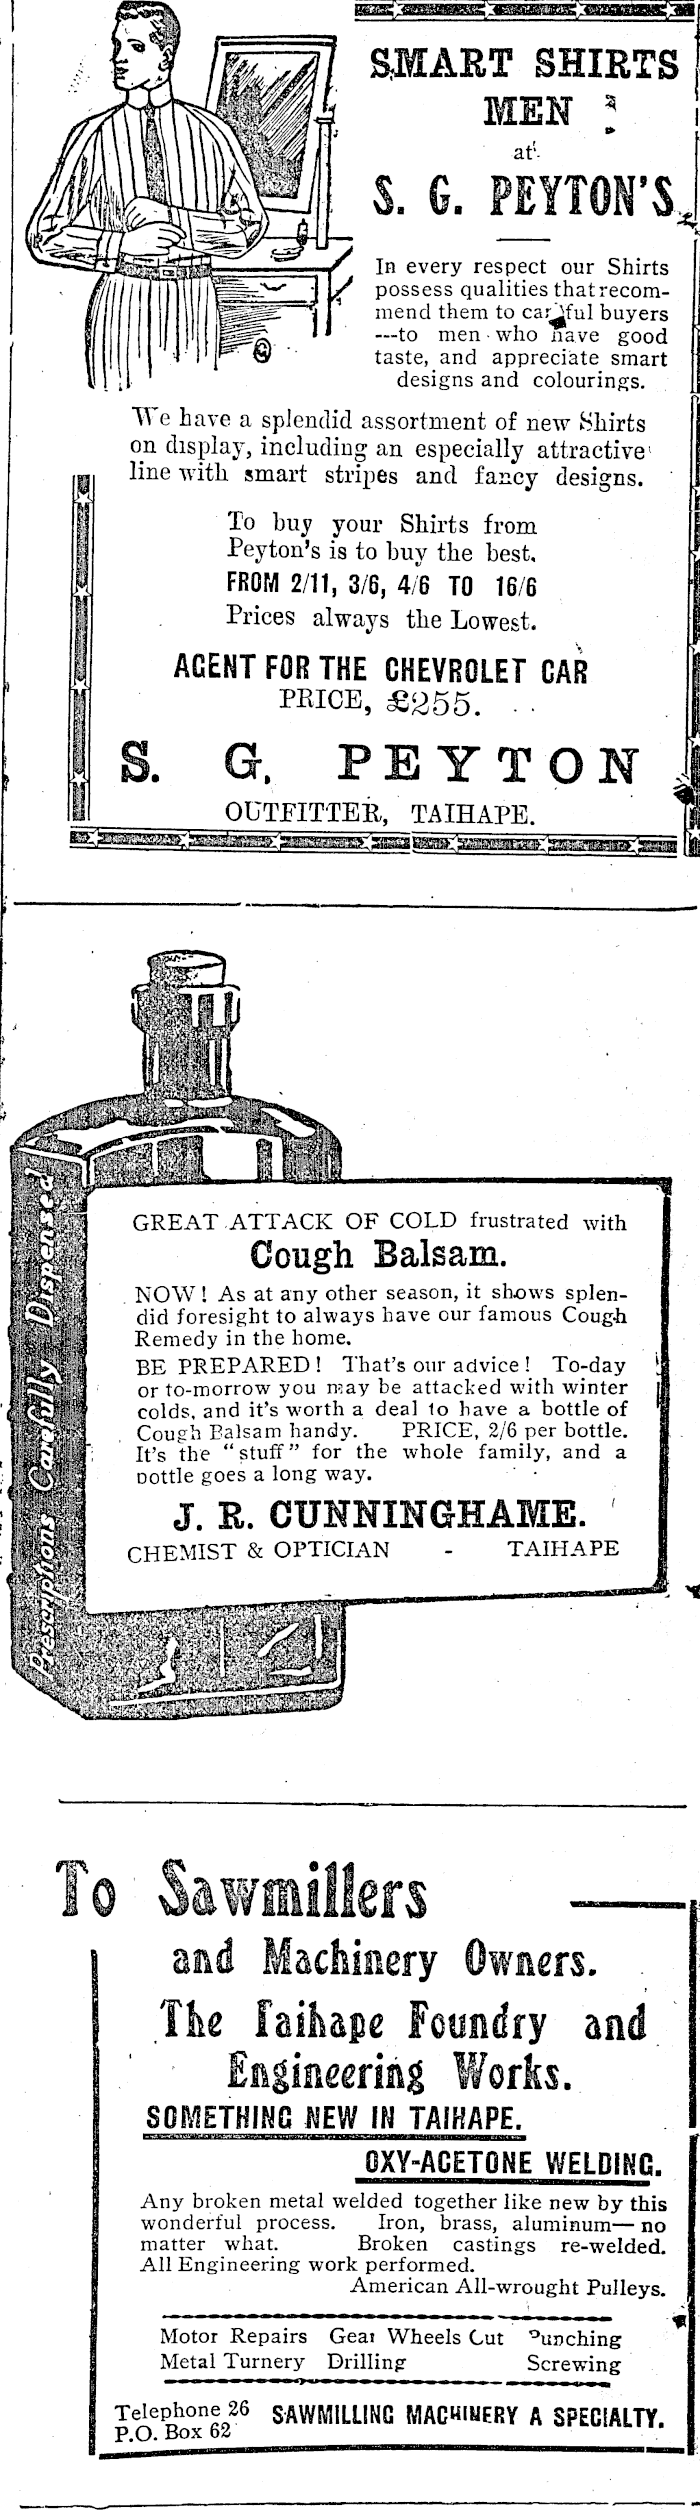 SMART SHIRTS
MEN
at
S. G. PEYTON'S
In every respect our Shirts
possess qualities that recom-
mend them to careful buyers
---to men who have good
taste, and appreciate smart
designs and colourings.
We have a splendid assortment of new Shirts
on display, including an especially attractive
line with smart stripes and fancy designs.
To buy your Shirts from
Peyton's is to buy the best.
FROM 2/11, 3/6, 4/6 TO 16/6
Prices always the Lowest.
AGENT FOR THE CHEVROLET CAR
PRICE, £255.
S. G. PEYTON
OUTFITTER, TAIHAPE.
Prescriptions Carefully Dispensed
GREAT ATTACK OF COLD frustrated with
Cough Balsam.
NOW! As at any other season, it shows splen-
did foresight to always have our famous Cough
Remedy in the home.
BE PREPARED! That's our advice! To-day
or to-morrow you may be attacked with winter
colds, and it's worth a deal to have a bottle of
Cough Balsam handy. PRICE, 2/6 per bottle.
It's the "stuff" for the whole family, and a
bottle goes a long way.
J. R. CUNNINGHAME.
CHEMIST & OPTICIAN - TAIHAPE
To Sawmillers
and Machinery Owners.
The Taihape Foundry and
Engineering Works.
SOMETHING NEW IN TAIHAPE.
OXY-ACETONE WELDING.
Any broken metal welded together like new by this
wonderful process. Iron, brass, aluminum—no
matter what. Broken castings re-welded.
All Engineering work performed.
American All-wrought Pulleys.
Motor Repairs Gear Wheels Cut Punching
Metal Turnery Drilling Screwing
Telephone 26
P.O. Box 62
SAWMILLING MACHINERY A SPECIALTY.